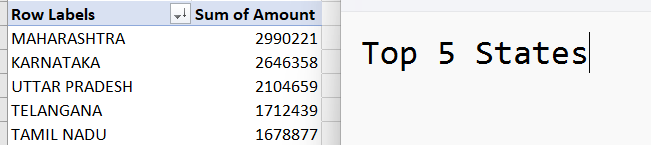 Row Labels Sum of Amount
MAHARASHTRA 2990221
KARNATAKA 2646358
UTTAR PRADESH 2104659
TELANGANA 1712439
TAMIL NADU 1678877
Top 5 States